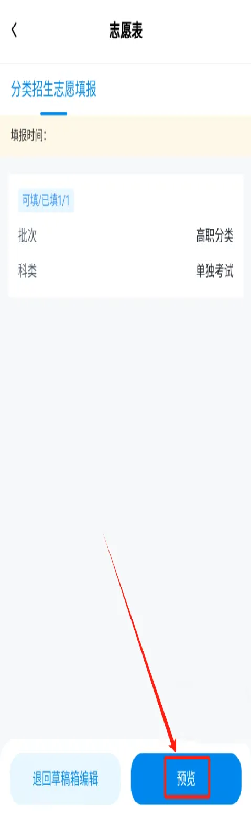 志愿表
分类招生志愿填报
填报时间：
可填/已填1/1
批次 高职分类
科类 单独考试
退回草稿箱编辑 预览